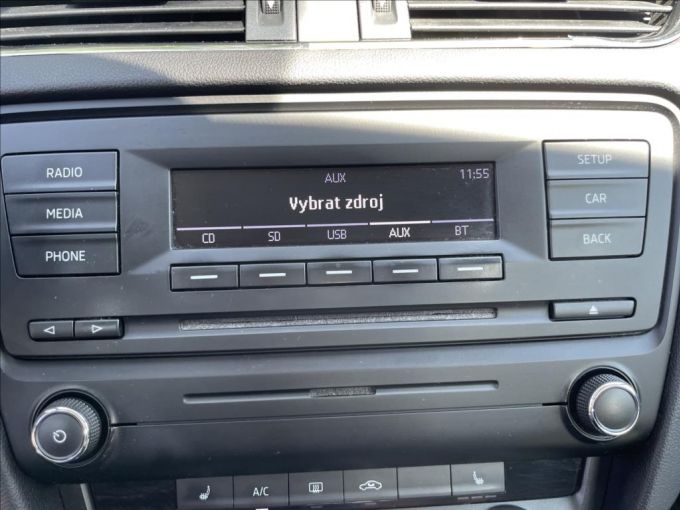 AUX 11:55
Vybrat zdroj
CD SD USB AUX BT
RADIO
MEDIA
PHONE
SETUP
CAR
BACK
A/C